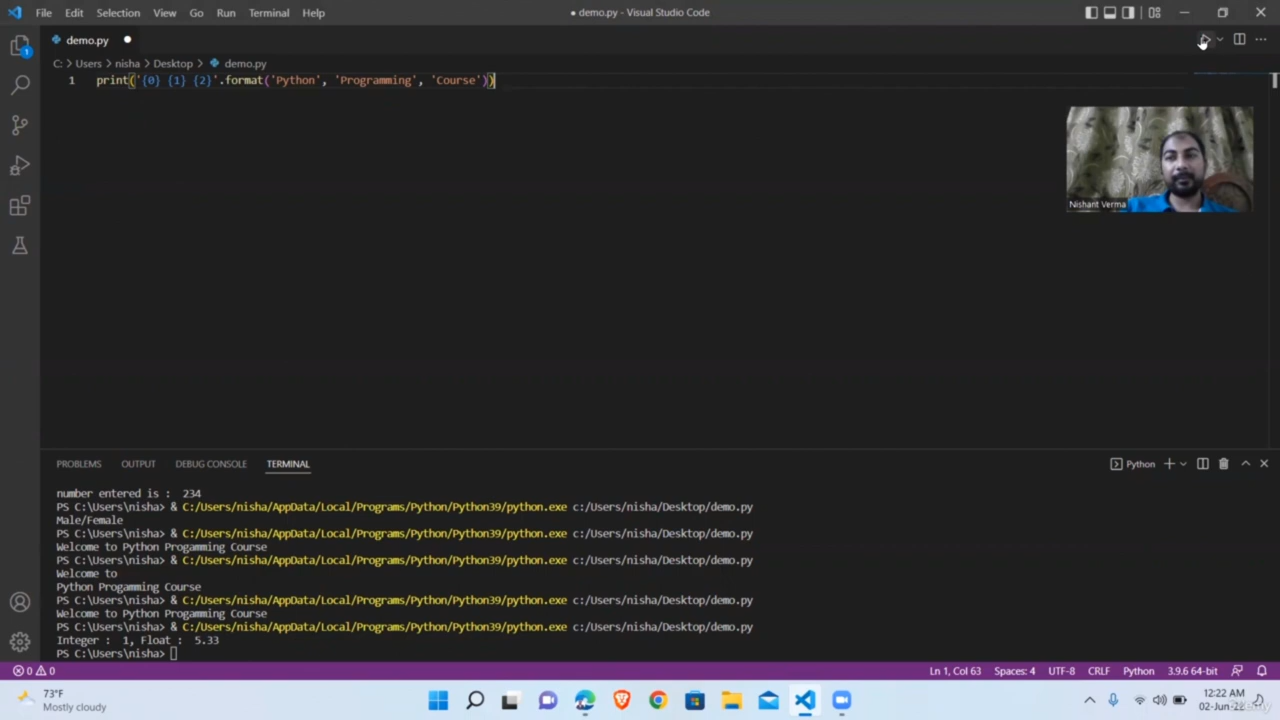 File Edit Selection View Go Run Terminal Help
● demo.py - Visual Studio Code
demo.py ●
C: > Users > nisha > Desktop > demo.py
1 print('{0} {1} {2}'.format('Python', 'Programming', 'Course'))
Nishant Verma
PROBLEMS OUTPUT DEBUG CONSOLE TERMINAL
Python
number entered is :  234
PS C:\Users\nisha> & C:/Users/nisha/AppData/Local/Programs/Python/Python39/python.exe c:/Users/nisha/Desktop/demo.py
Male/Female
PS C:\Users\nisha> & C:/Users/nisha/AppData/Local/Programs/Python/Python39/python.exe c:/Users/nisha/Desktop/demo.py
Welcome to Python Progamming Course
PS C:\Users\nisha> & C:/Users/nisha/AppData/Local/Programs/Python/Python39/python.exe c:/Users/nisha/Desktop/demo.py
Welcome to
Python Progamming Course
PS C:\Users\nisha> & C:/Users/nisha/AppData/Local/Programs/Python/Python39/python.exe c:/Users/nisha/Desktop/demo.py
Welcome to Python Progamming Course
PS C:\Users\nisha> & C:/Users/nisha/AppData/Local/Programs/Python/Python39/python.exe c:/Users/nisha/Desktop/demo.py
Integer :  1, Float :  5.33
PS C:\Users\nisha>
0 0
Ln 1, Col 63 Spaces: 4 UTF-8 CRLF Python 3.9.6 64-bit
73°F
Mostly cloudy
12:22 AM
02-Jun-22